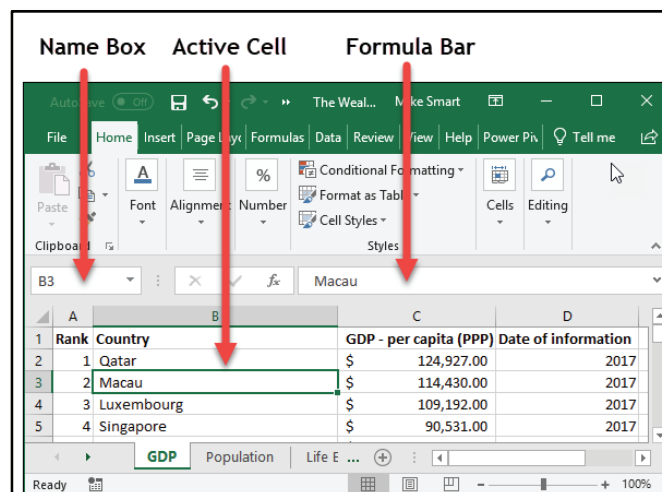 Name Box Active Cell Formula Bar
AutoSave Off The Weal... Mike Smart
File Home Insert Page Layo Formulas Data Review View Help Power Piv Tell me
Paste
Clipboard
Font
Alignment
Number
Conditional Formatting
Format as Table
Cell Styles
Styles
Cells
Editing
B3 fx Macau
A B C D
1 Rank Country GDP - per capita (PPP) Date of information
2 1 Qatar $ 124,927.00 2017
3 2 Macau $ 114,430.00 2017
4 3 Luxembourg $ 109,192.00 2017
5 4 Singapore $ 90,531.00 2017
GDP Population Life E ...
Ready 100%